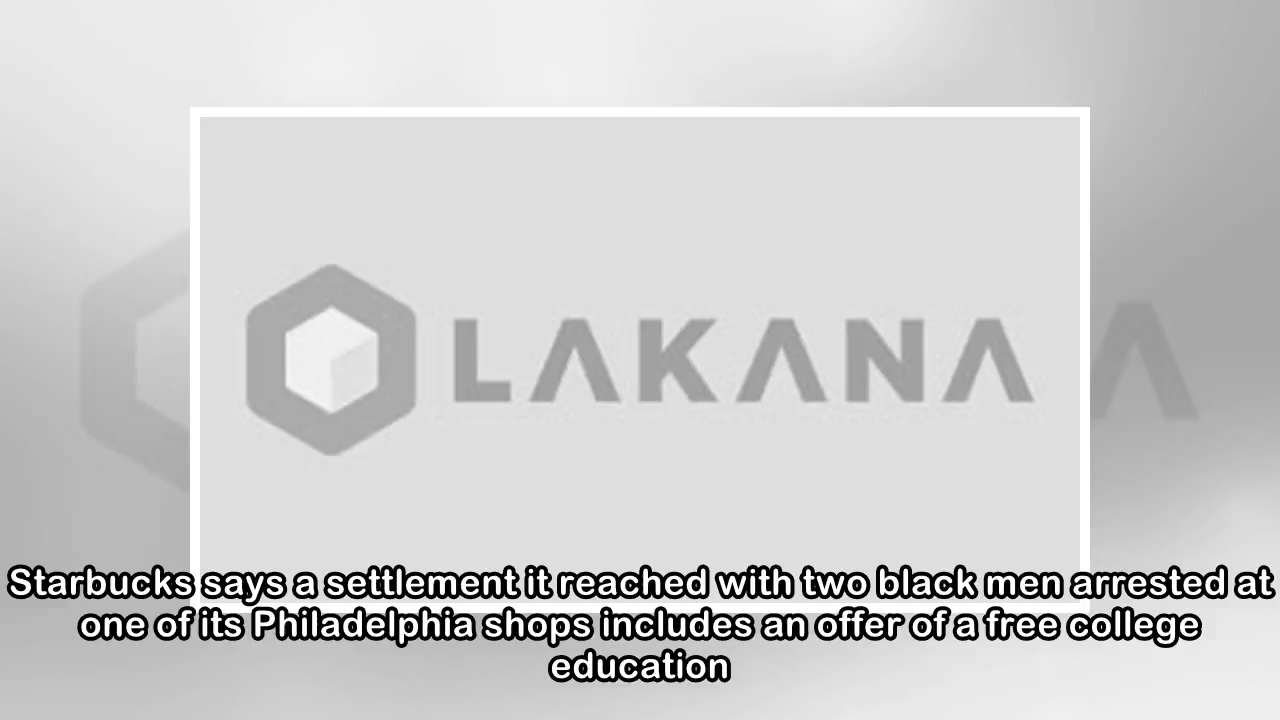 LAKANA
Starbucks says a settlement it reached with two black men arrested at
one of its Philadelphia shops includes an offer of a free college
education